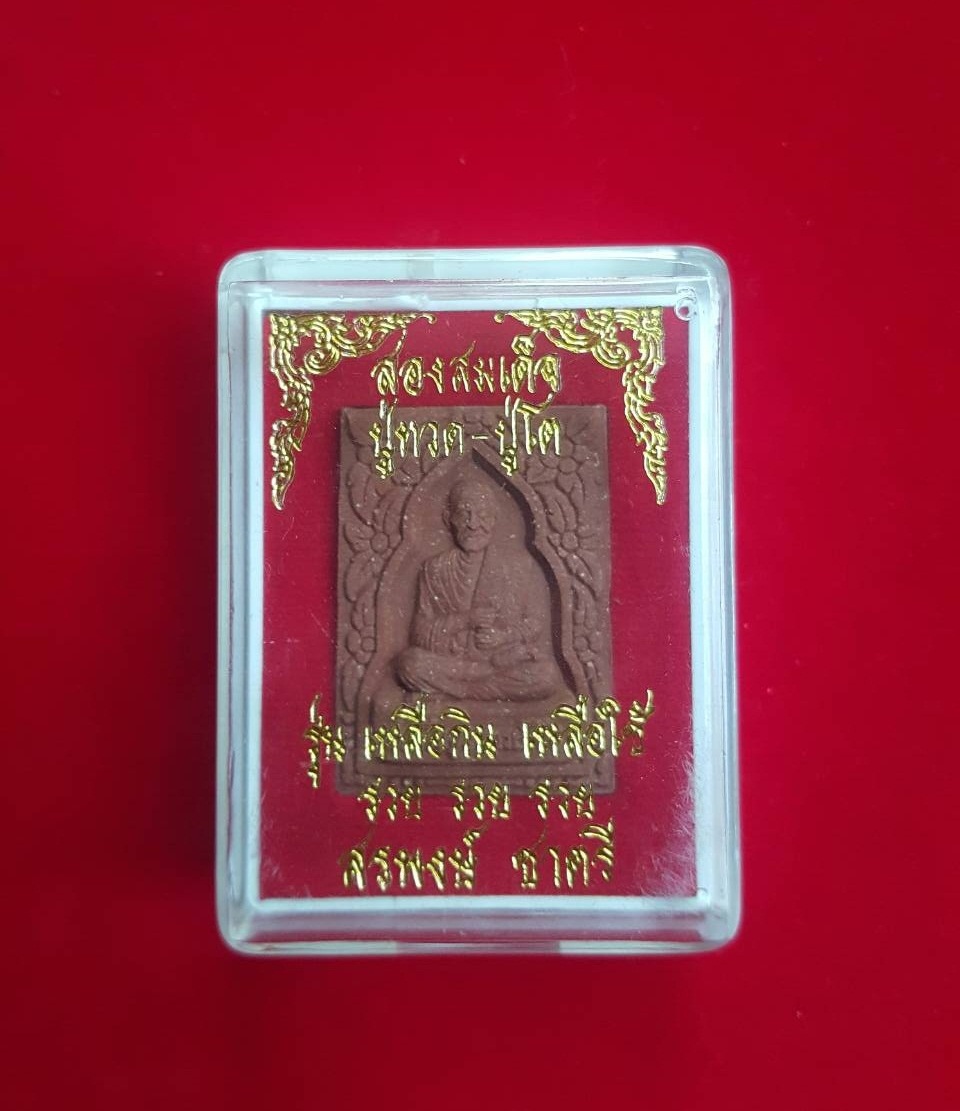 สองสมเด็จ
ปู่ทวด-ปู่โต
รุ่น เหลือกิน เหลือใช้
รวย รวย รวย
สรพงษ์ ชาตรี